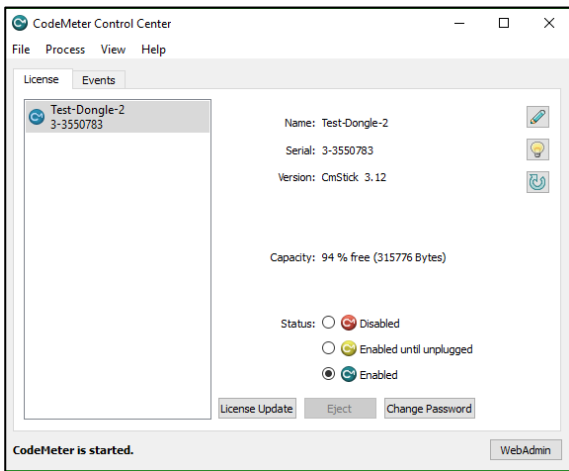 CodeMeter Control Center
File Process View Help
License Events
Test-Dongle-2
3-3550783
Name: Test-Dongle-2
Serial: 3-3550783
Version: CmStick 3.12
Capacity: 94 % free (315776 Bytes)
Status: Disabled
Enabled until unplugged
Enabled
License Update Eject Change Password
CodeMeter is started. WebAdmin